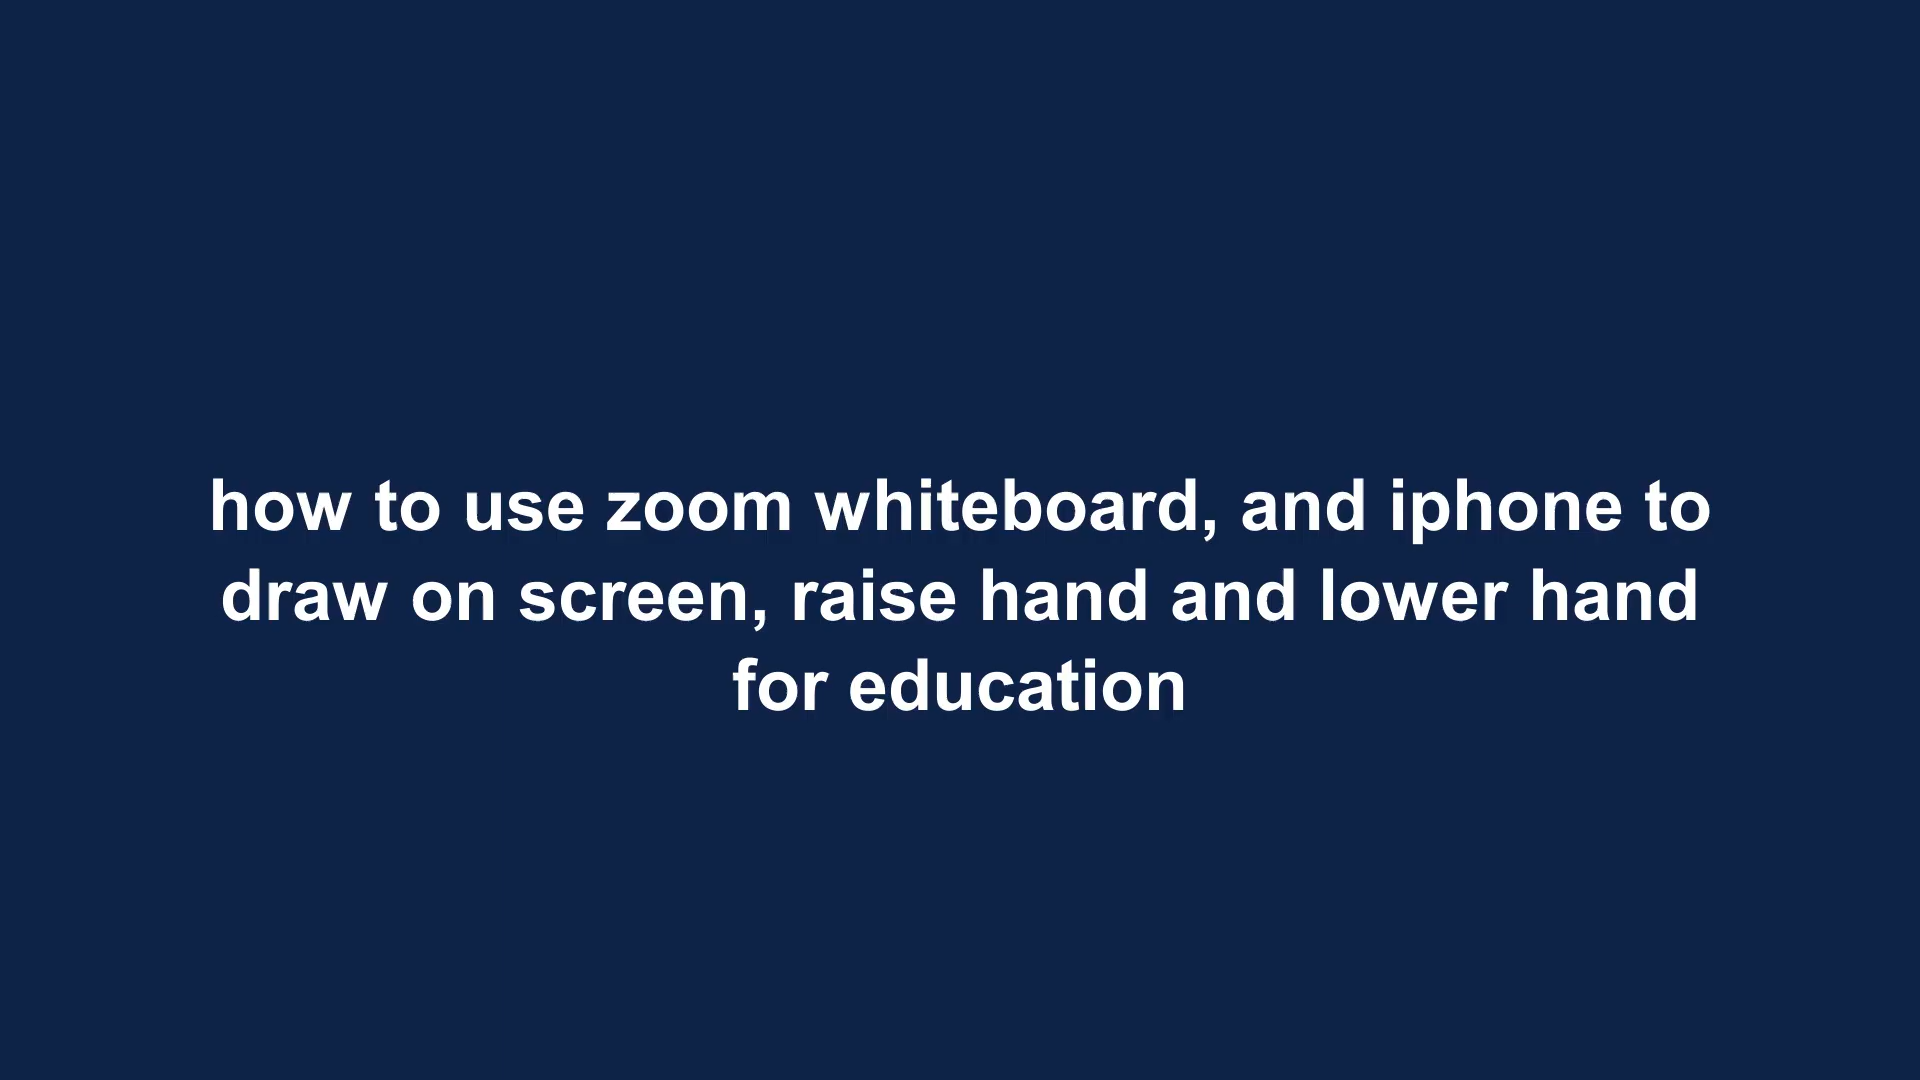 how to use zoom whiteboard, and iphone to
draw on screen, raise hand and lower hand
for education